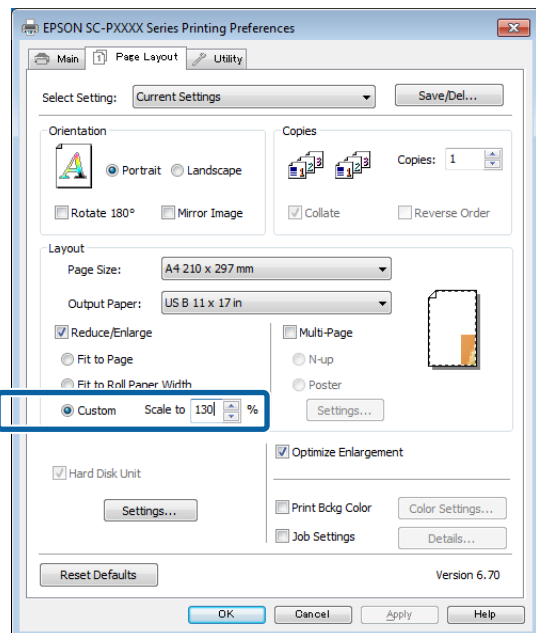 EPSON SC-PXXXX Series Printing Preferences
Main Page Layout Utility
Select Setting: Current Settings Save/Del...
Orientation
Portrait Landscape
Rotate 180° Mirror Image
Copies
Copies: 1
Collate Reverse Order
Layout
Page Size: A4 210 x 297 mm
Output Paper: US B 11 x 17 in
Reduce/Enlarge
Fit to Page
Fit to Roll Paper Width
Custom Scale to 130 %
Multi-Page
N-up
Poster
Settings...
Optimize Enlargement
Hard Disk Unit
Settings...
Print Bckg Color Color Settings...
Job Settings Details...
Reset Defaults Version 6.70
OK Cancel Apply Help